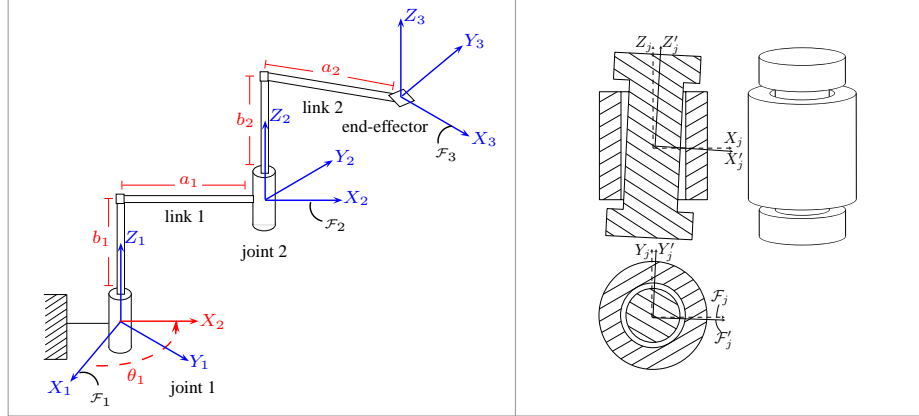 Z₃
Y₃
a₂
link 2
end-effector
b₂
Z₂
X₃
ℱ₃
Y₂
a₁
X₂
link 1
ℱ₂
joint 2
b₁
Z₁
X₂
Y₁
θ₁
joint 1
X₁
ℱ₁
Zⱼ Z′ⱼ
Xⱼ
X′ⱼ
Yⱼ Y′ⱼ
ℱⱼ
ℱ′ⱼ